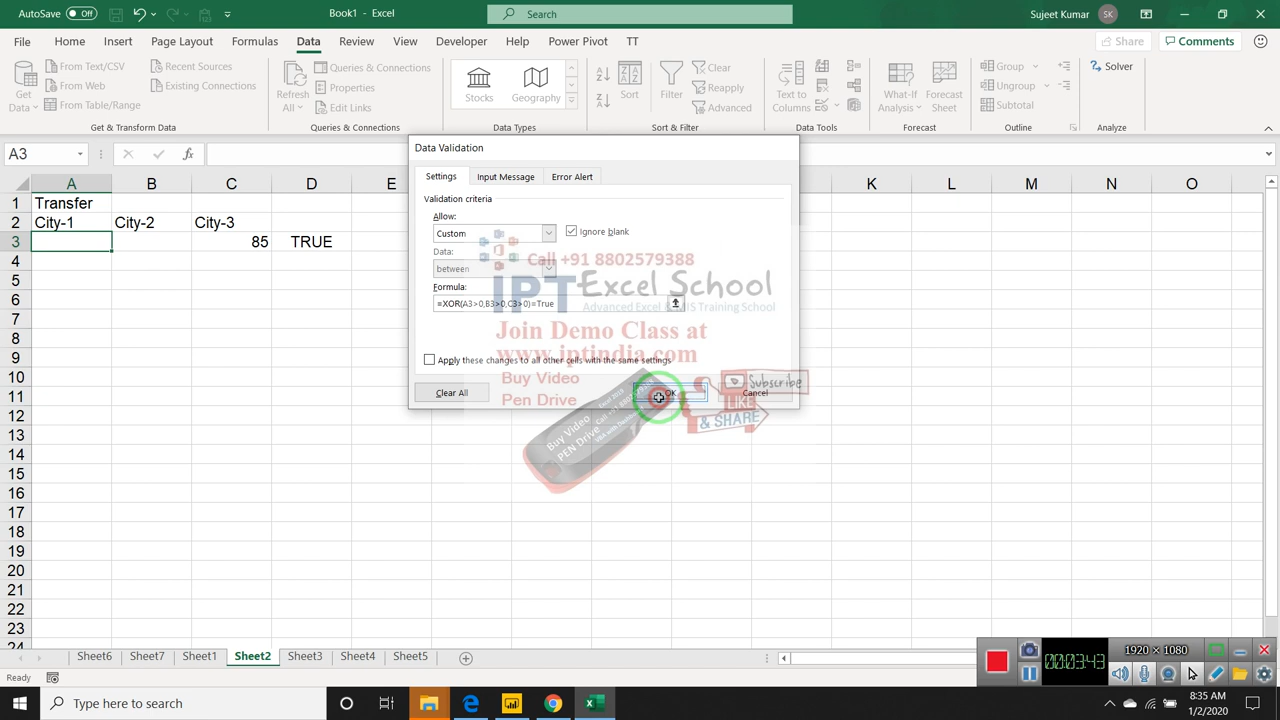 AutoSave Off Book1 - Excel Search Sujeet Kumar SK
File Home Insert Page Layout Formulas Data Review View Developer Help Power Pivot TT Share Comments
Get Data
From Text/CSV
From Web
From Table/Range
Recent Sources
Existing Connections
Refresh All
Queries & Connections
Properties
Edit Links
Stocks
Geography
Sort
Filter
Clear
Reapply
Advanced
Text to Columns
What-If Analysis
Forecast Sheet
Group
Ungroup
Subtotal
Solver
Get & Transform Data Queries & Connections Data Types Sort & Filter Data Tools Forecast Outline Analyze
A3 fx
A B C D E K L M N O
1 Transfer
2 City-1 City-2 City-3
3 85 TRUE
4
5
6
7
8
9
10
11
12
13
14
15
16
17
18
19
20
21
22
23
24
Data Validation
Settings Input Message Error Alert
Validation criteria
Allow:
Custom Ignore blank
Data:
between
Formula:
=XOR(A3>0,B3>0,C3>0)=True
Apply these changes to all other cells with the same settings
Clear All OK Cancel
Call +91 8802579388
iPT Excel School
Advanced Excel & MIS Training School
Join Demo Class at
www.iptindia.com
Buy Video
Pen Drive
Buy Video
PEN Drive
Subscribe
LIKE
& SHARE
Sheet6 Sheet7 Sheet1 Sheet2 Sheet3 Sheet4 Sheet5
Ready
00:03:43
1920 × 1080
Type here to search
8:35 AM
1/2/2020